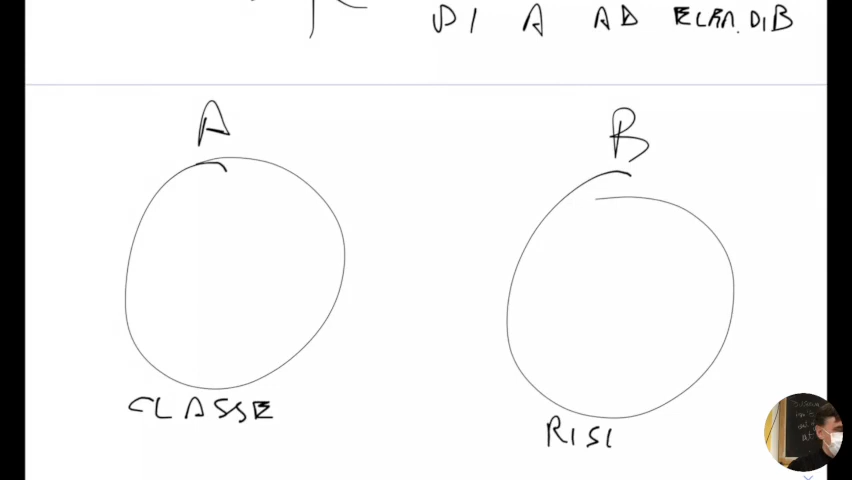 DI A AD ELEM. DI B
A
B
CLASSE
RISI